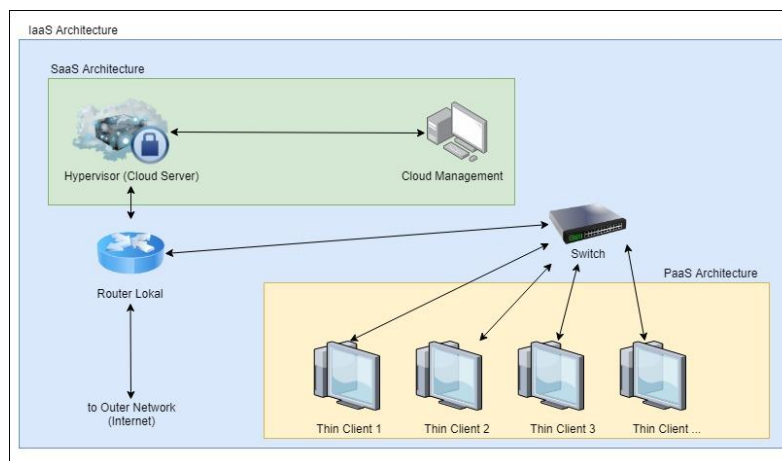 IaaS Architecture
SaaS Architecture
Hypervisor (Cloud Server)
Cloud Management
Switch
PaaS Architecture
Router Lokal
to Outer Network
(Internet)
Thin Client 1
Thin Client 2
Thin Client 3
Thin Client ...